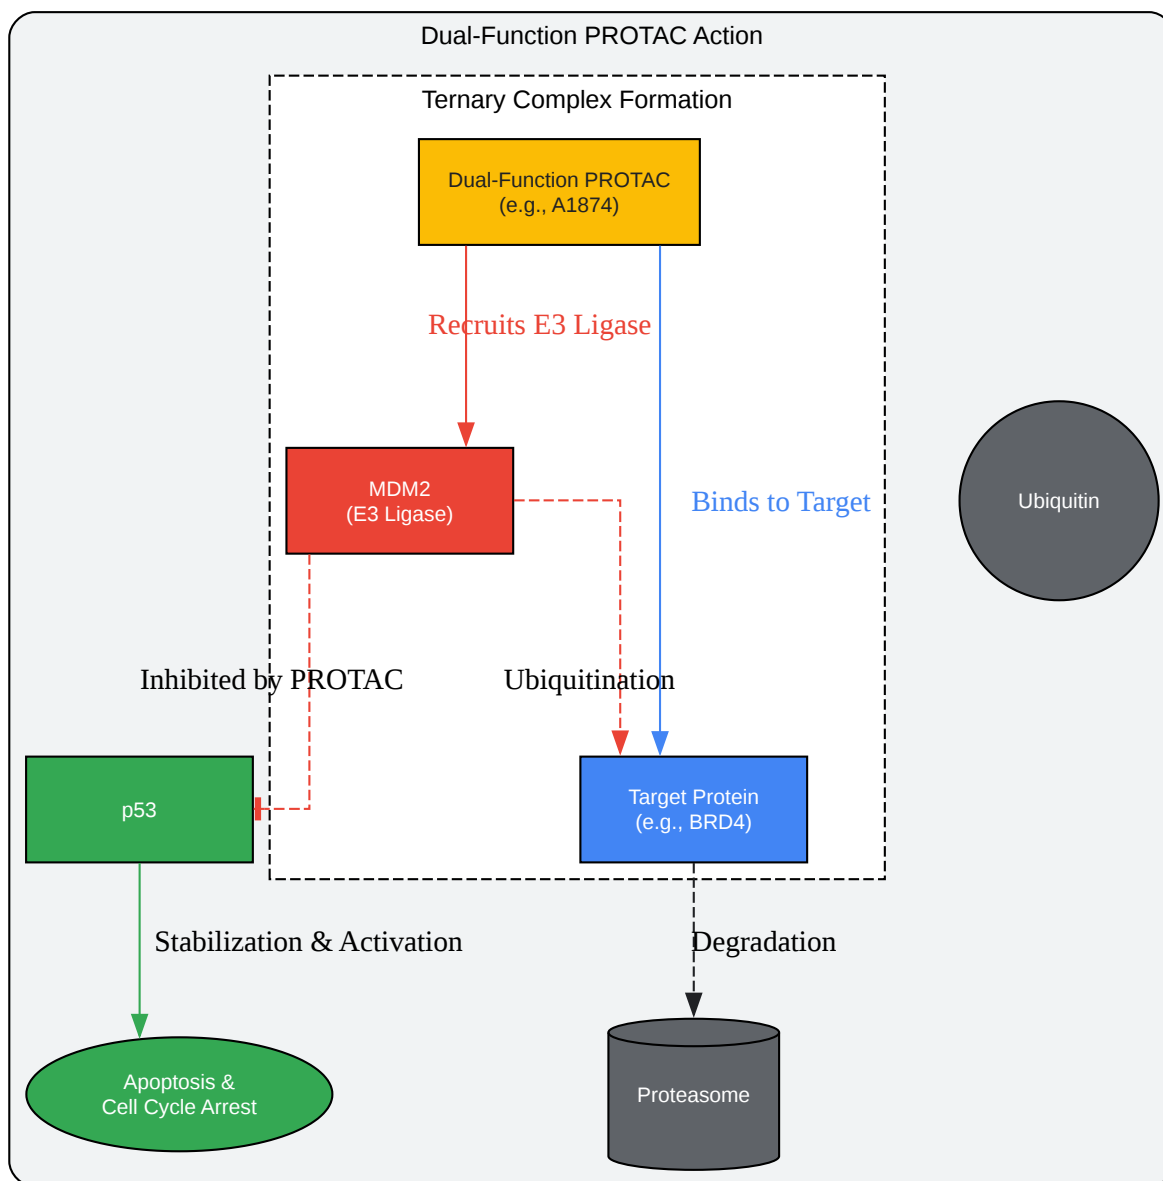 Dual-Function PROTAC Action
Ternary Complex Formation
Dual-Function PROTAC
(e.g., A1874)
Recruits E3 Ligase
MDM2
(E3 Ligase)
Binds to Target
Ubiquitin
Inhibited by PROTAC
Ubiquitination
p53
Target Protein
(e.g., BRD4)
Stabilization & Activation
Degradation
Apoptosis &
Cell Cycle Arrest
Proteasome